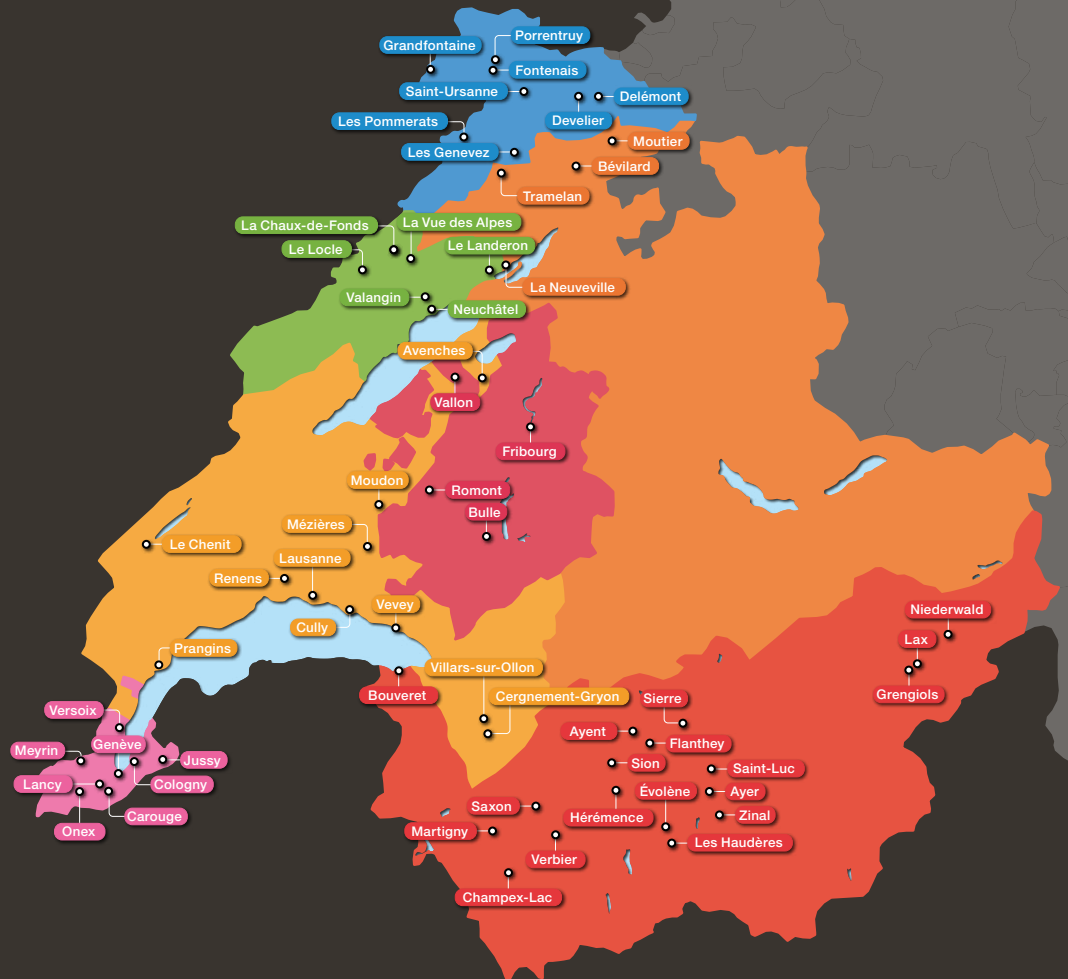 Porrentruy
Grandfontaine
Fontenais
Saint-Ursanne
Delémont
Develier
Les Pommerats
Moutier
Les Genevez
Bévilard
Tramelan
La Vue des Alpes
La Chaux-de-Fonds
Le Landeron
Le Locle
La Neuveville
Valangin
Neuchâtel
Avenches
Vallon
Fribourg
Moudon
Romont
Bulle
Mézières
Le Chenit
Lausanne
Renens
Vevey
Niederwald
Cully
Lax
Prangins
Villars-sur-Ollon
Bouveret
Grengiols
Cergnement-Gryon
Sierre
Versoix
Ayent
Genève
Flanthey
Meyrin
Jussy
Sion
Saint-Luc
Lancy
Cologny
Évolène
Ayer
Saxon
Zinal
Carouge
Hérémence
Onex
Martigny
Les Haudères
Verbier
Champex-Lac